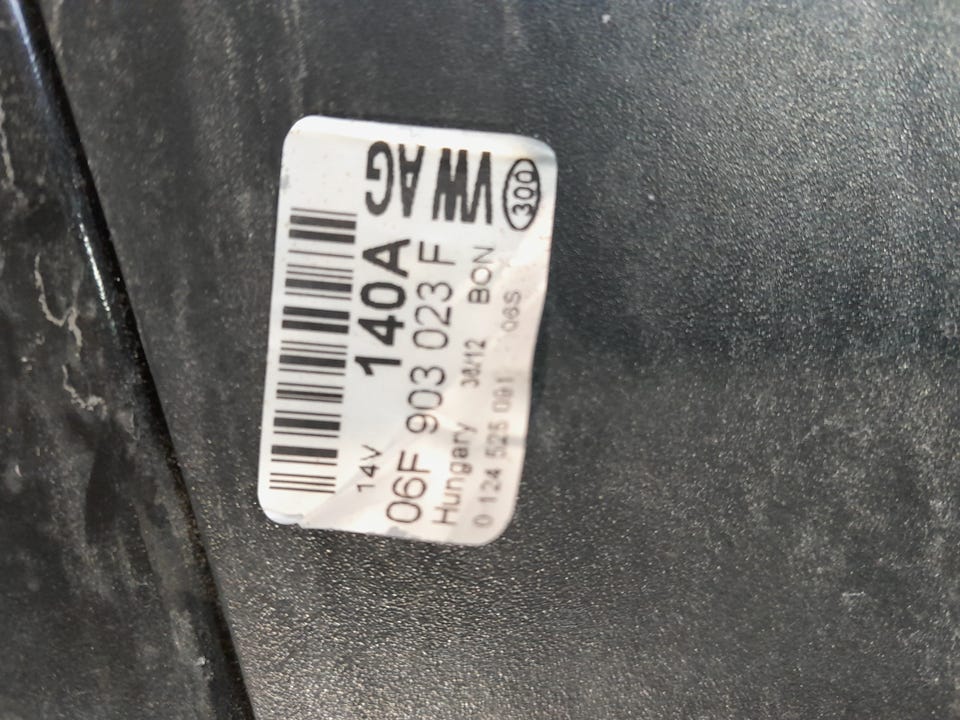 14V 140A VW AG
06F 903 023 F
Hungary 38/12 BON 300
0 124 525 091 06S